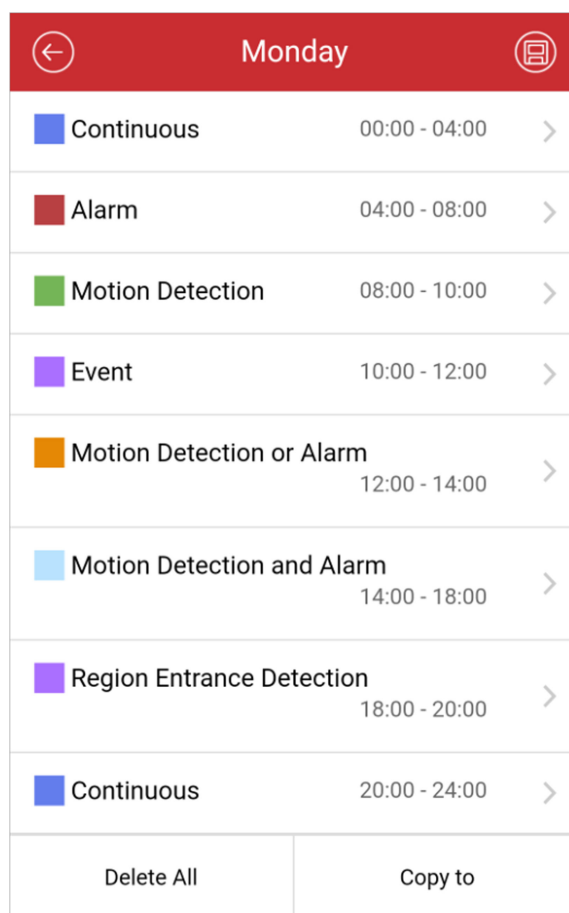 Monday
Continuous 00:00 - 04:00
Alarm 04:00 - 08:00
Motion Detection 08:00 - 10:00
Event 10:00 - 12:00
Motion Detection or Alarm
12:00 - 14:00
Motion Detection and Alarm
14:00 - 18:00
Region Entrance Detection
18:00 - 20:00
Continuous 20:00 - 24:00
Delete All Copy to